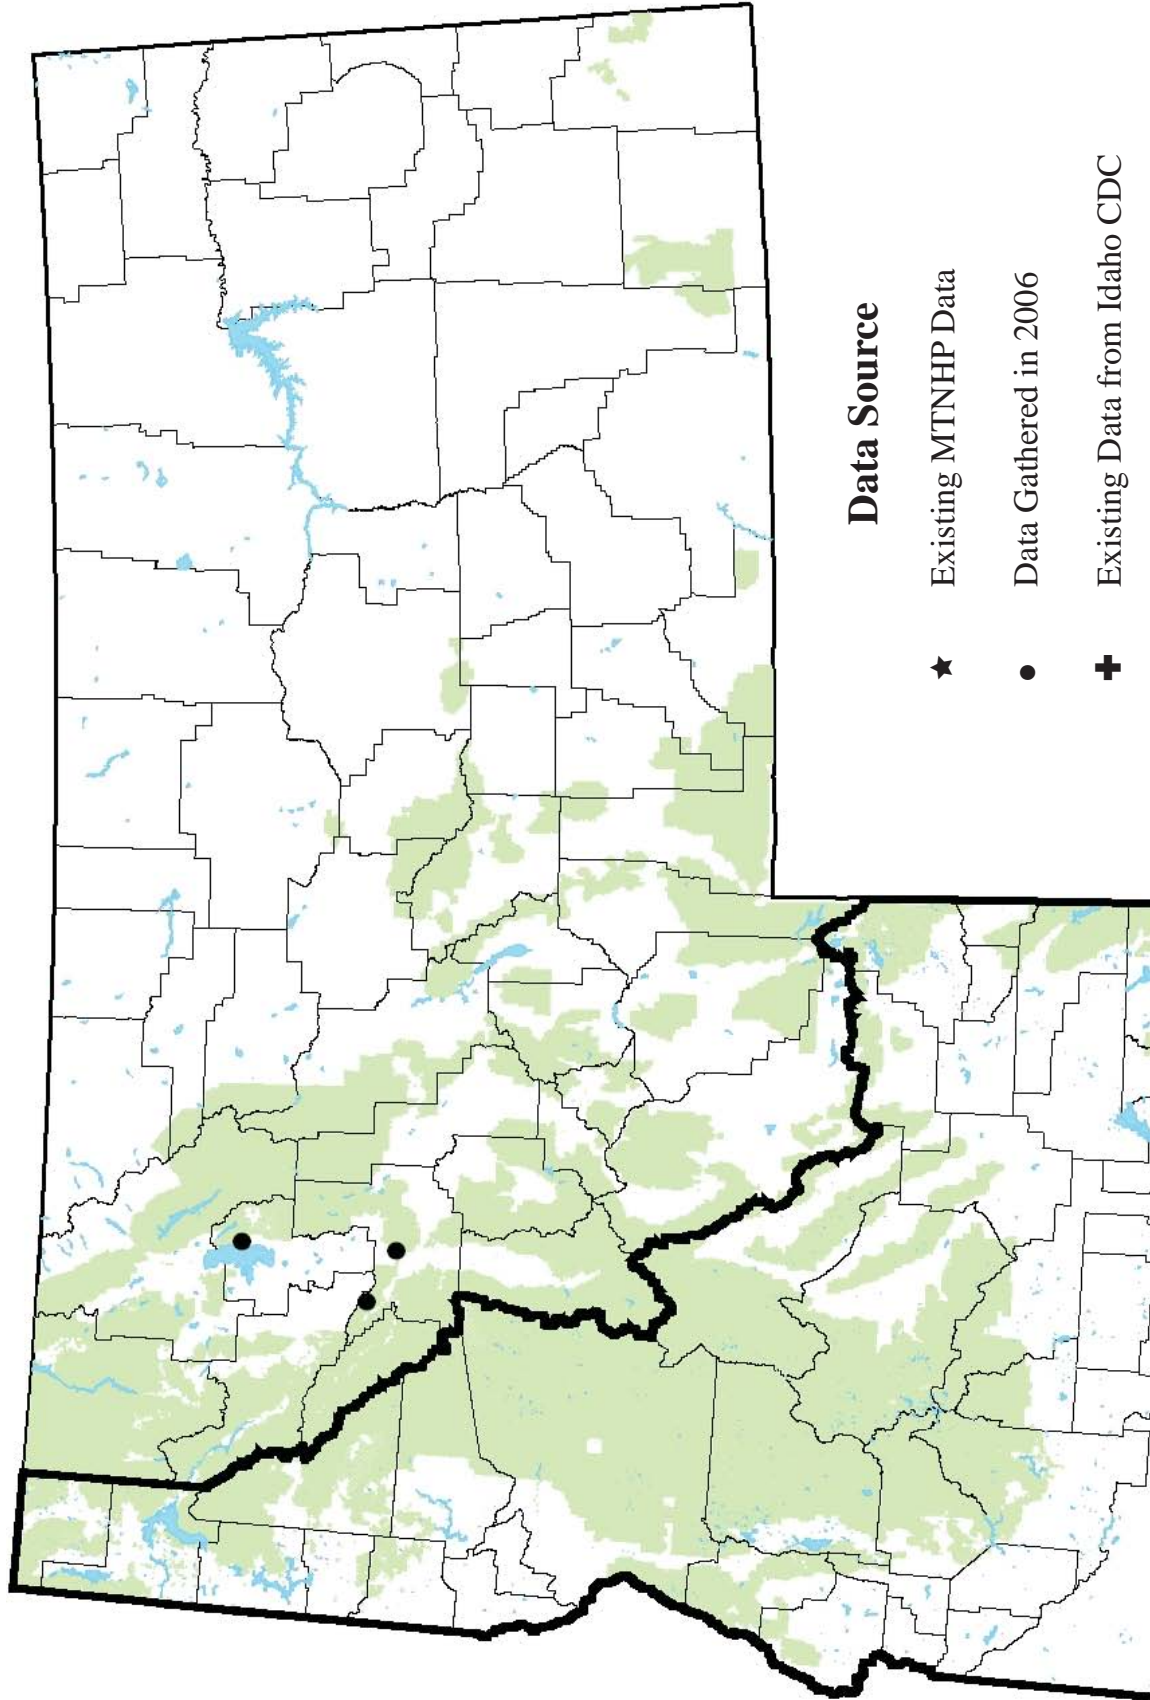 Data Source
Existing MTNHP Data
Data Gathered in 2006
Existing Data from Idaho CDC